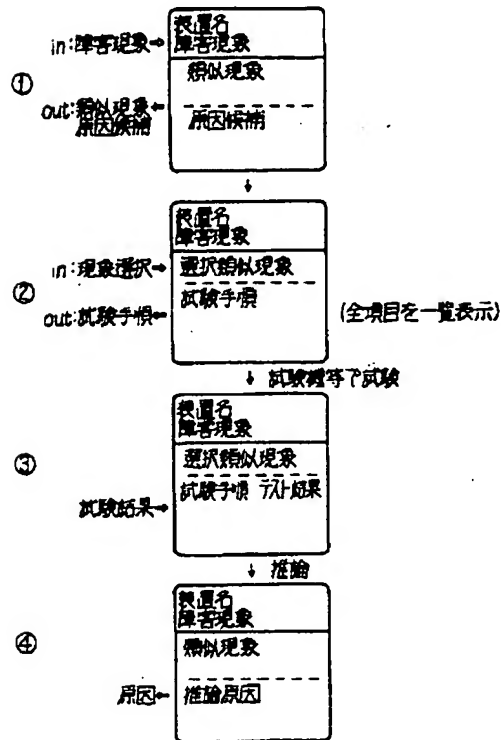 装置名
in:障害現象→ 障害現象
類似現象
①
out:類似現象←
原因候補 原因候補
↓
装置名
障害現象
in:現象選択→ 選択類似現象
②
試験手順
out:試験手順← (全項目を一覧表示)
↓ 試験機等で試験
装置名
障害現象
③ 選択類似現象
試験手順 テスト結果
試験結果→
↓ 推論
装置名
障害現象
④ 類似現象
原因← 推論原因